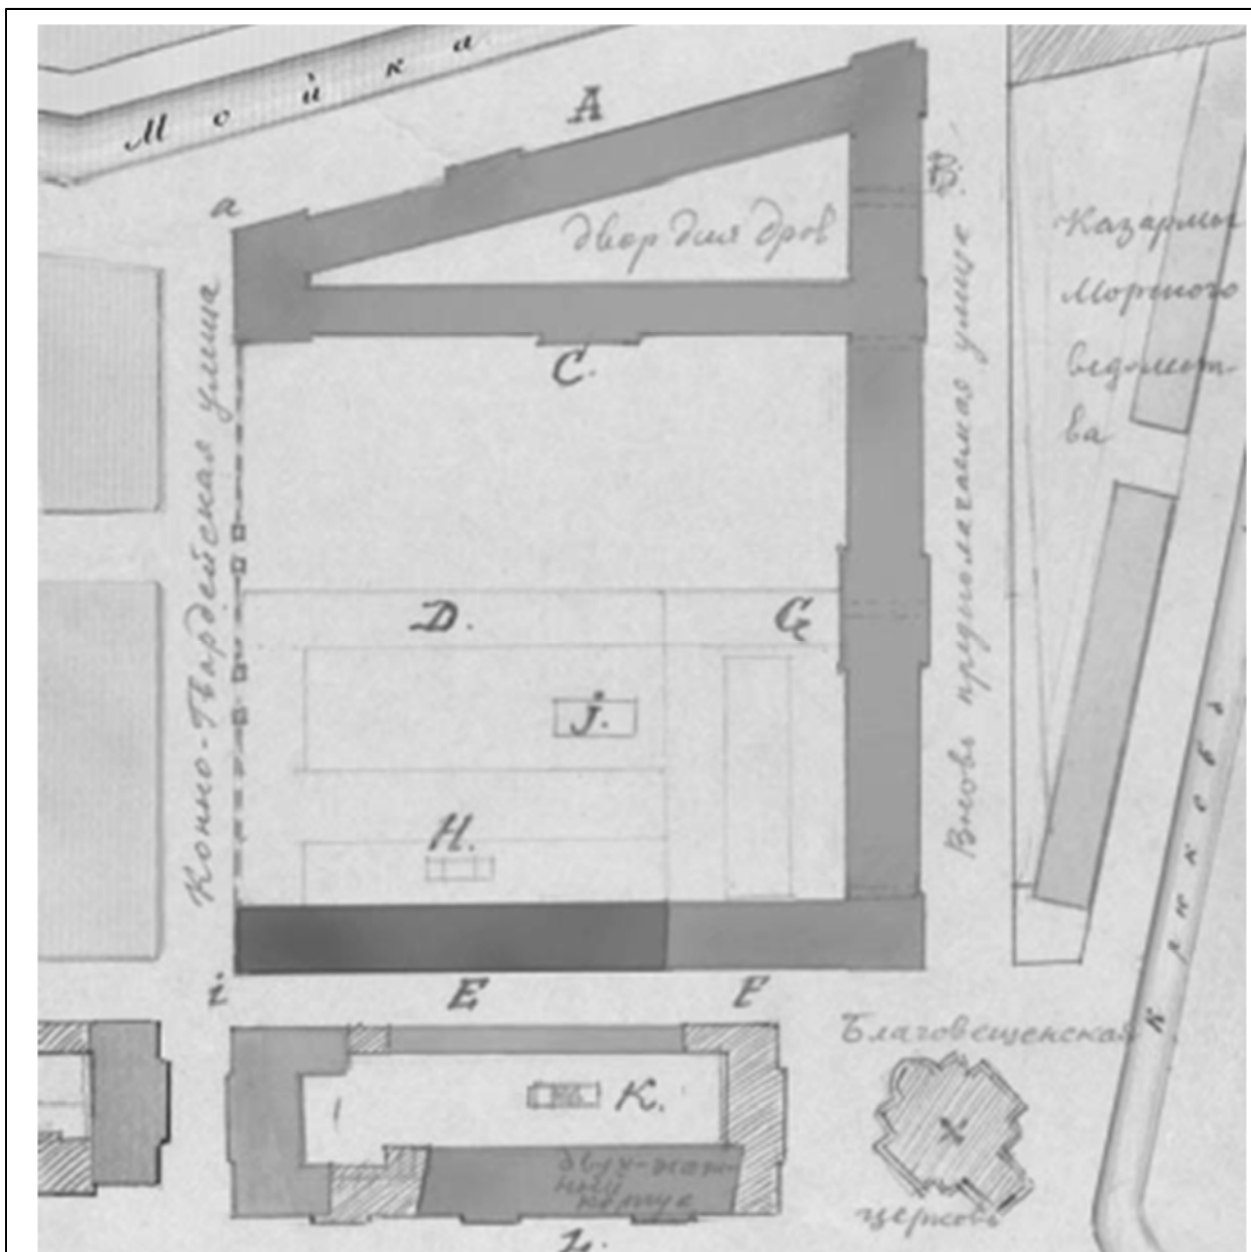 Мойка
А
а
В.
двор для дров
Казармы
Морского
ведомст-
ва
Конно-Гвардейская улица
Вновь предполагаемая улица
С.
D.
G
j.
H.
Крюковъ
i
E
F
Благовещенская
К.
двух-этаж-
ный
корпус
церковь
L.